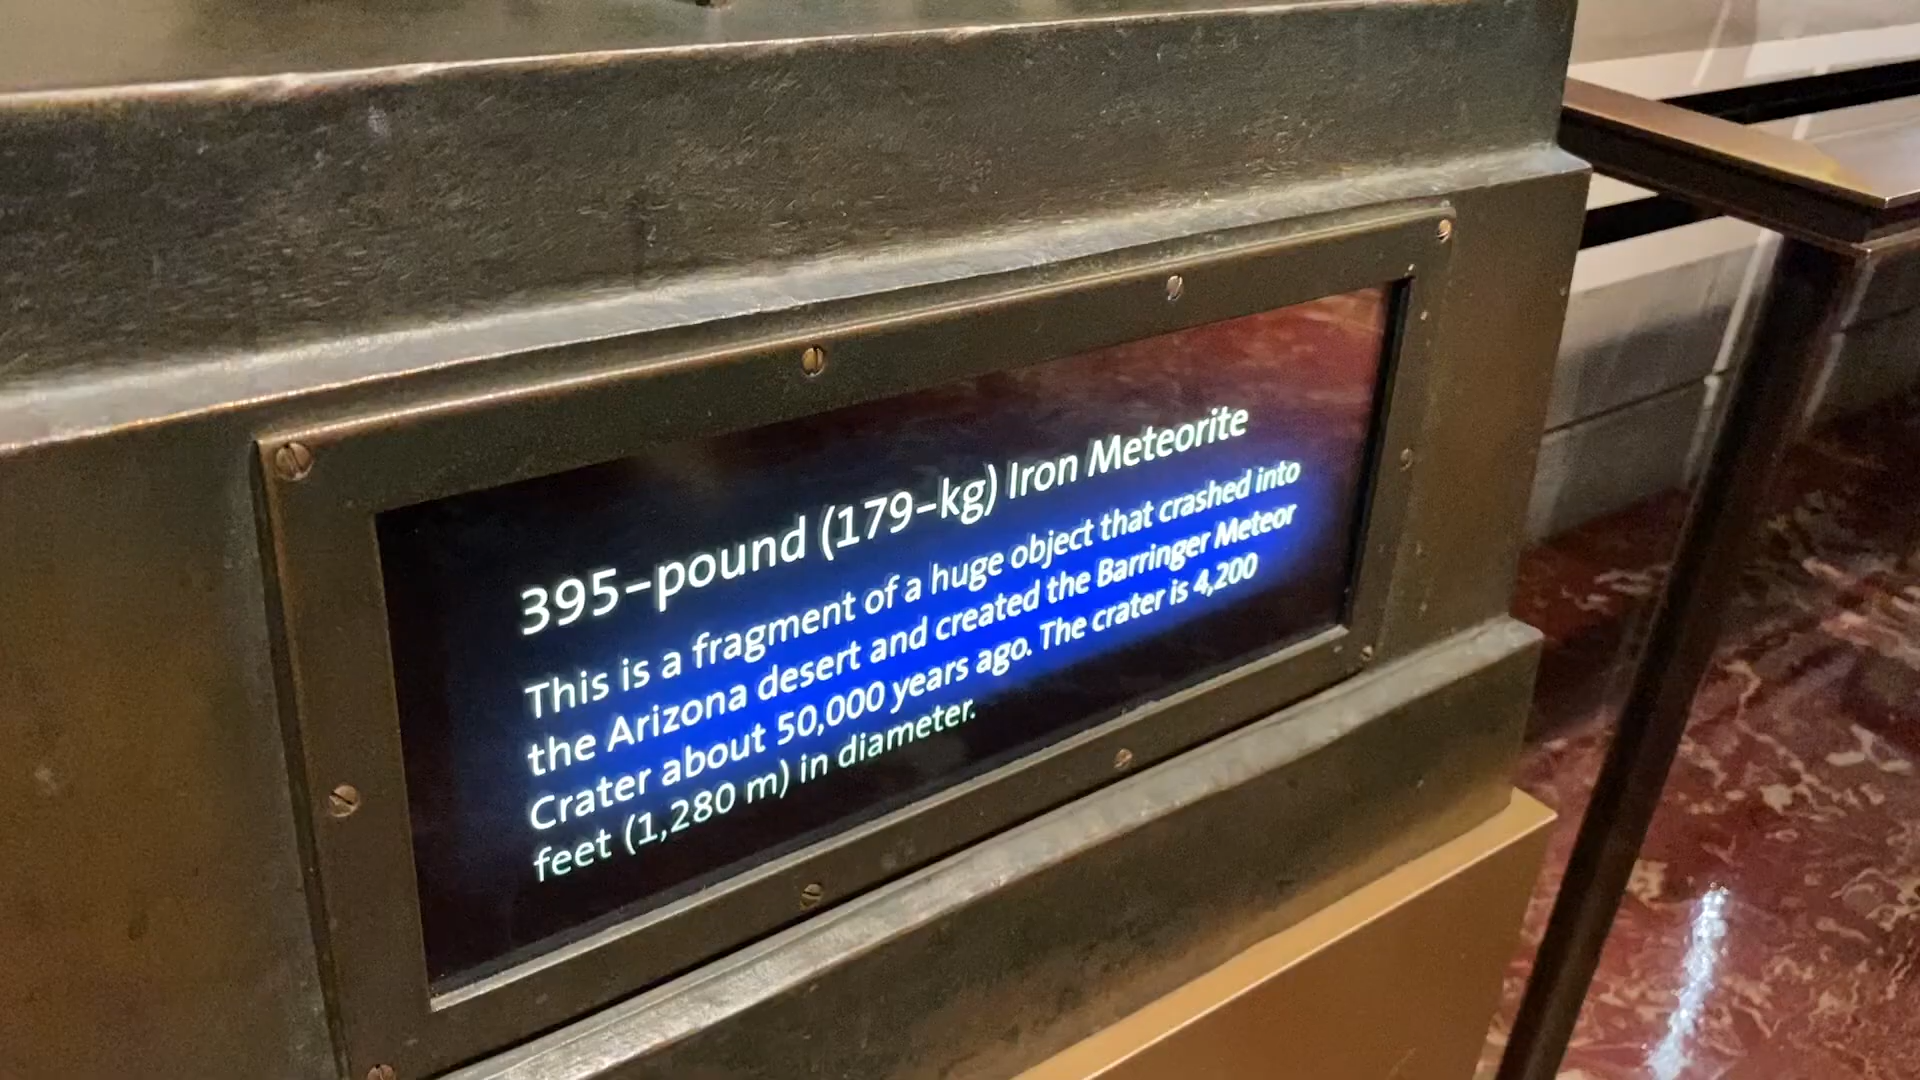 395-pound (179-kg) Iron Meteorite
This is a fragment of a huge object that crashed into
the Arizona desert and created the Barringer Meteor
Crater about 50,000 years ago. The crater is 4,200
feet (1,280 m) in diameter.